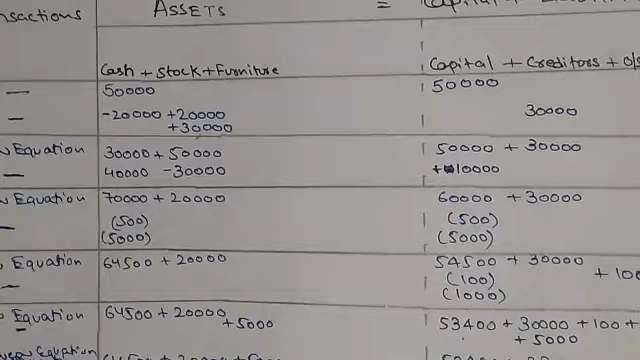 ASSETS =
Cash + Stock + Furniture Capital + Creditors + O/s
— 50000 50000
— -20000 +20000 30000
+30000
Equation 30000 + 50000 50000 + 30000
— 40000 -30000 +10000
Equation 70000 + 20000 60000 + 30000
(500) (500)
— (5000) (5000)
Equation 64500 + 20000 54500 + 30000
— (100) + 100
(1000)
Equation 64500 + 20000 53400 + 30000 + 100 +
— +5000 + 5000
Equation